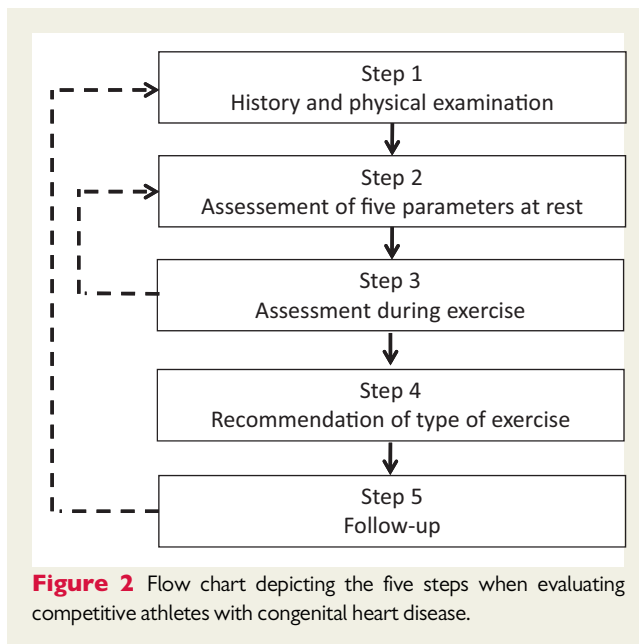 Step 1
History and physical examination
Step 2
Assessement of five parameters at rest
Step 3
Assessment during exercise
Step 4
Recommendation of type of exercise
Step 5
Follow-up
Figure 2 Flow chart depicting the five steps when evaluating
competitive athletes with congenital heart disease.